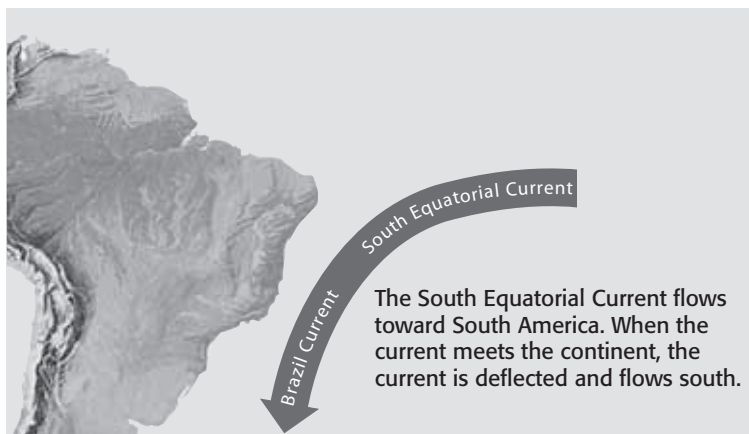 South Equatorial Current
Brazil Current
The South Equatorial Current flows
toward South America. When the
current meets the continent, the
current is deflected and flows south.